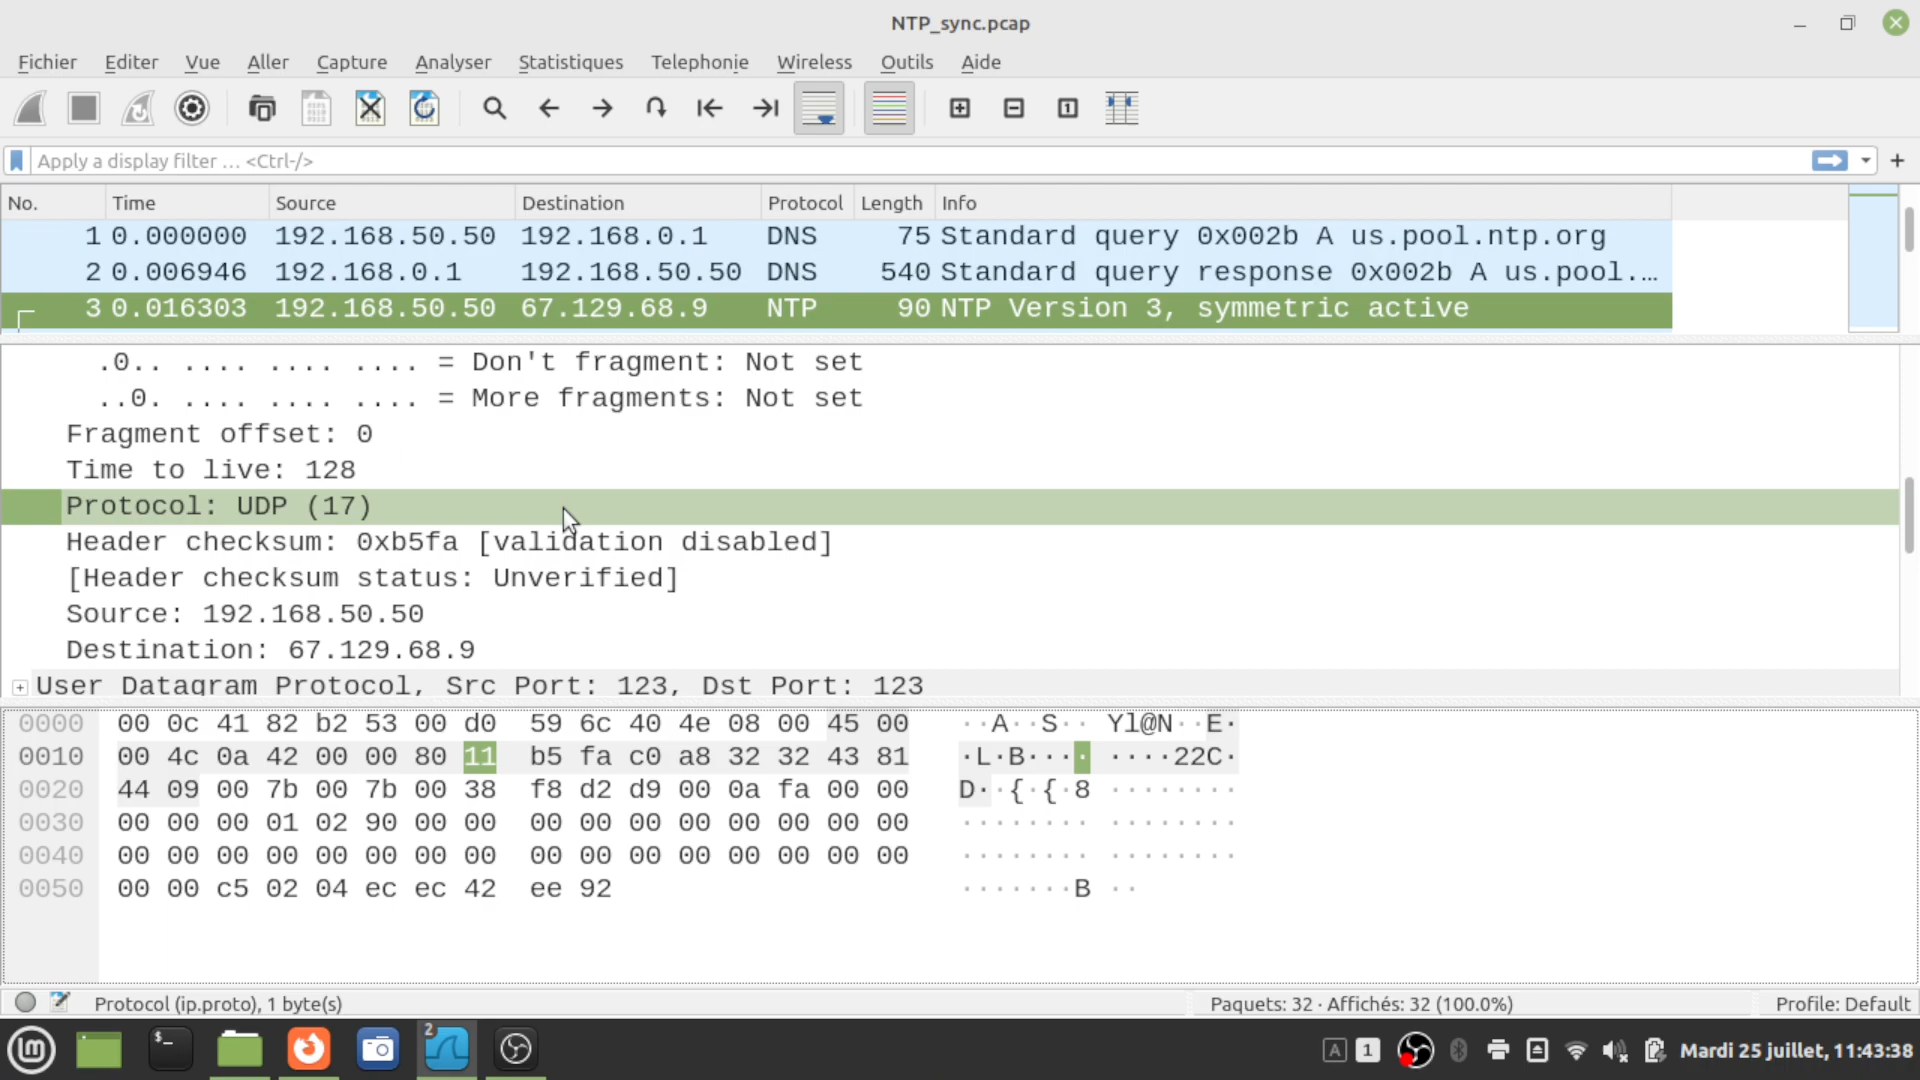 NTP_sync.pcap
Fichier Editer Vue Aller Capture Analyser Statistiques Telephonie Wireless Outils Aide
Apply a display filter … <Ctrl-/>
No. Time Source Destination Protocol Length Info
1 0.000000 192.168.50.50 192.168.0.1 DNS 75 Standard query 0x002b A us.pool.ntp.org
2 0.006946 192.168.0.1 192.168.50.50 DNS 540 Standard query response 0x002b A us.pool.…
3 0.016303 192.168.50.50 67.129.68.9 NTP 90 NTP Version 3, symmetric active
.0.. .... .... .... = Don't fragment: Not set
..0. .... .... .... = More fragments: Not set
Fragment offset: 0
Time to live: 128
Protocol: UDP (17)
Header checksum: 0xb5fa [validation disabled]
[Header checksum status: Unverified]
Source: 192.168.50.50
Destination: 67.129.68.9
User Datagram Protocol, Src Port: 123, Dst Port: 123
0000 00 0c 41 82 b2 53 00 d0 59 6c 40 4e 08 00 45 00 ··A··S·· Yl@N··E·
0010 00 4c 0a 42 00 00 80 11 b5 fa c0 a8 32 32 43 81 ·L·B···· ····22C·
0020 44 09 00 7b 00 7b 00 38 f8 d2 d9 00 0a fa 00 00 D··{·{·8 ········
0030 00 00 00 01 02 90 00 00 00 00 00 00 00 00 00 00 ········ ········
0040 00 00 00 00 00 00 00 00 00 00 00 00 00 00 00 00 ········ ········
0050 00 00 c5 02 04 ec ec 42 ee 92 ·······B ··
Protocol (ip.proto), 1 byte(s) Paquets: 32 · Affichés: 32 (100.0%) Profile: Default
2 A 1 Mardi 25 juillet, 11:43:38